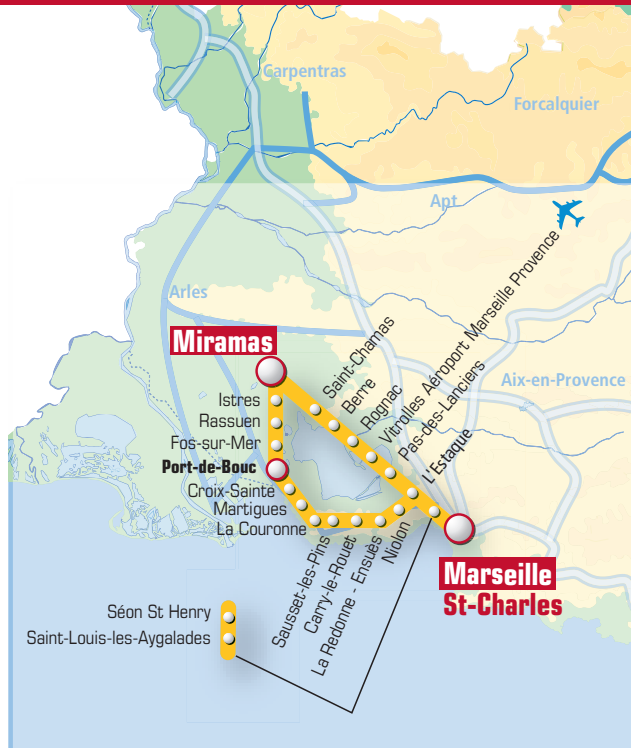 Carpentras
Forcalquier
Apt
Arles
Miramas
Aix-en-Provence
Saint-Chamas
Berre
Rognac
Vitrolles Aéroport Marseille Provence
Pas-des-Lanciers
L'Estaque
Istres
Rassuen
Fos-sur-Mer
Port-de-Bouc
Croix-Sainte
Martigues
La Couronne
Sausset-les-Pins
Carry-le-Rouet
La Redonne - Ensuès
Niolon
Marseille
St-Charles
Séon St Henry
Saint-Louis-les-Aygalades